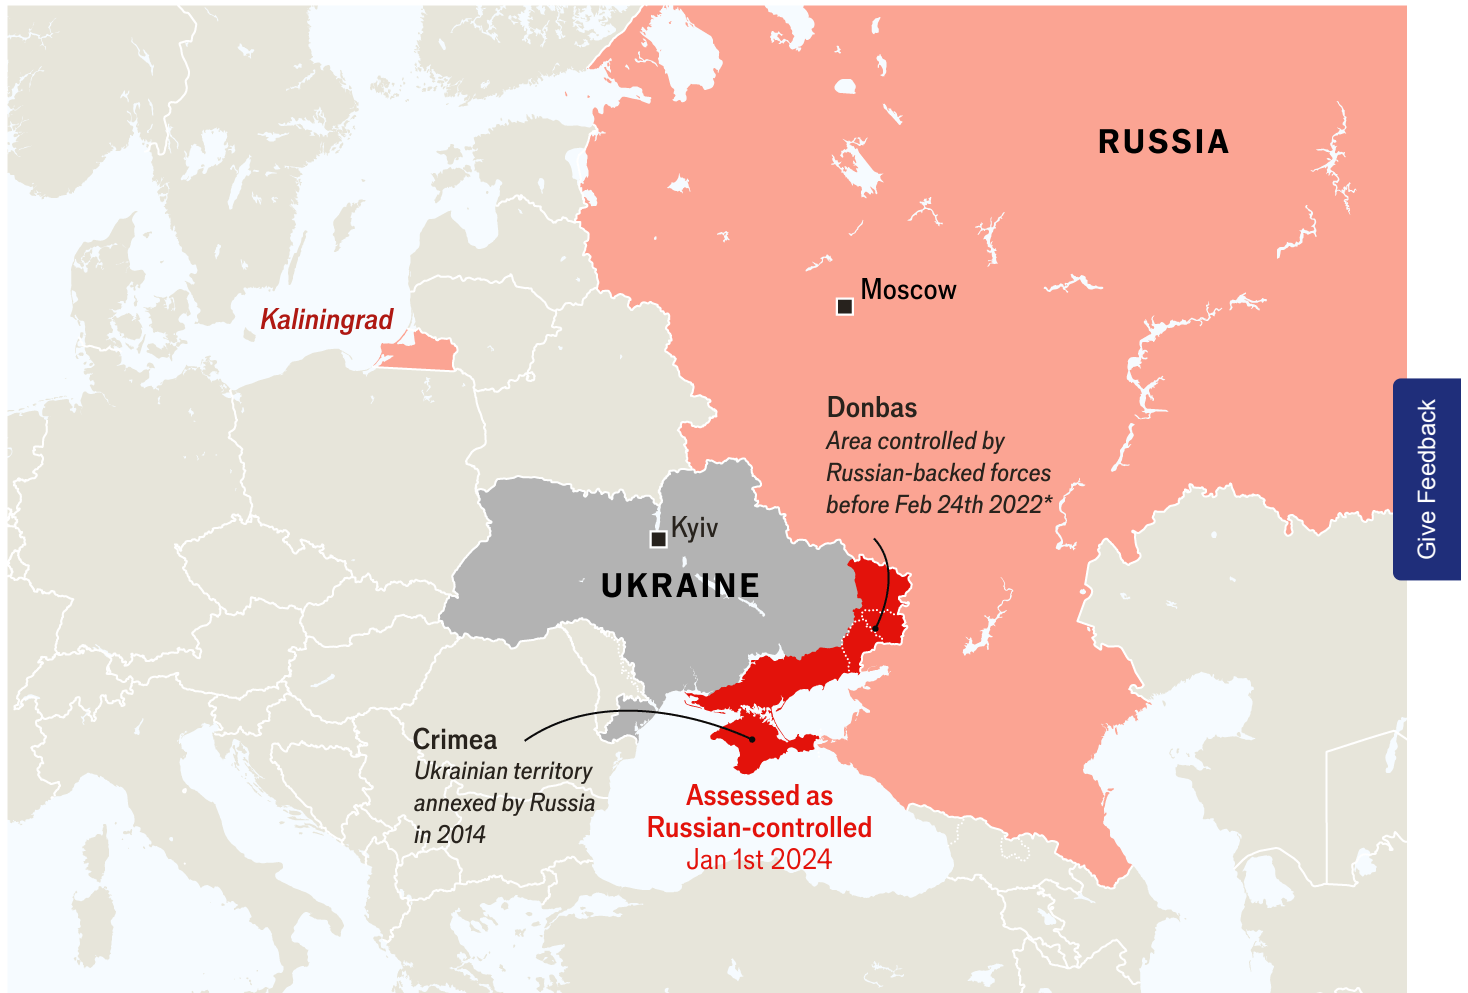 RUSSIA
Moscow
Kaliningrad
Donbas
Area controlled by
Russian-backed forces
before Feb 24th 2022*
Give Feedback
Kyiv
UKRAINE
Crimea
Ukrainian territory
annexed by Russia
in 2014
Assessed as
Russian-controlled
Jan 1st 2024